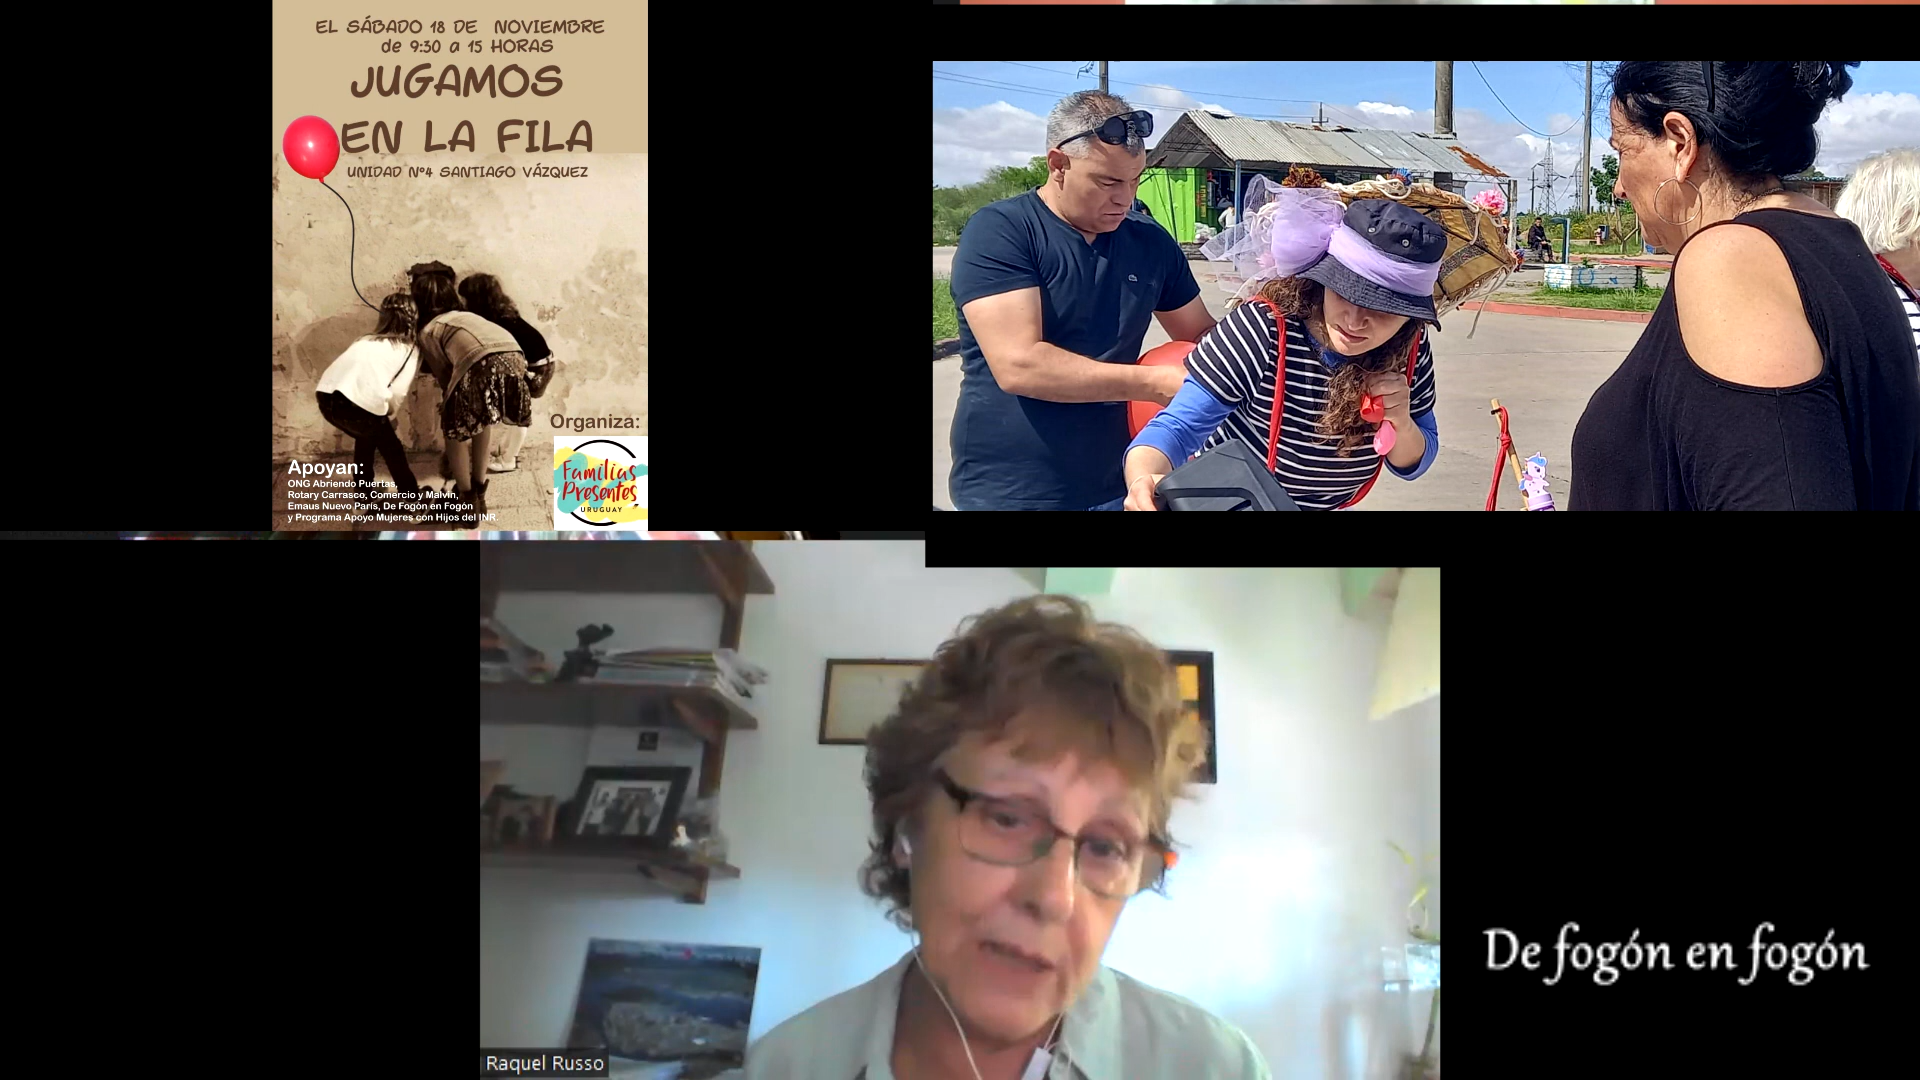 EL SÁBADO 18 DE NOVIEMBRE
de 9:30 a 15 HORAS
JUGAMOS
EN LA FILA
UNIDAD Nº4 SANTIAGO VÁZQUEZ
Organiza:
Familias
Presentes
URUGUAY
Apoyan:
ONG Abriendo Puertas,
Rotary Carrasco, Comercio y Malvín,
Emaus Nuevo París, De Fogón en Fogón
y Programa Apoyo Mujeres con Hijos del INR.
De fogón en fogón
Raquel Russo